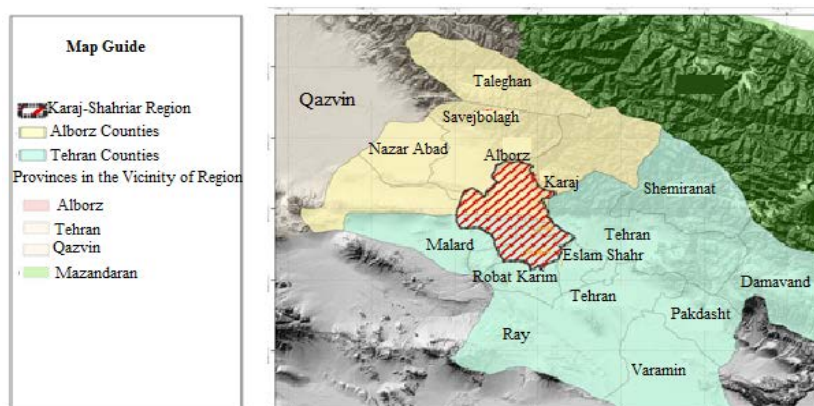 Map Guide
Karaj-Shahriar Region
Alborz Counties
Tehran Counties
Provinces in the Vicinity of Region
Alborz
Tehran
Qazvin
Mazandaran
Taleghan
Qazvin
Savejbolagh
Nazar Abad
Alborz
Karaj
Shemiranat
Tehran
Malard
Eslam Shahr
Robat Karim
Damavand
Tehran
Pakdasht
Ray
Varamin